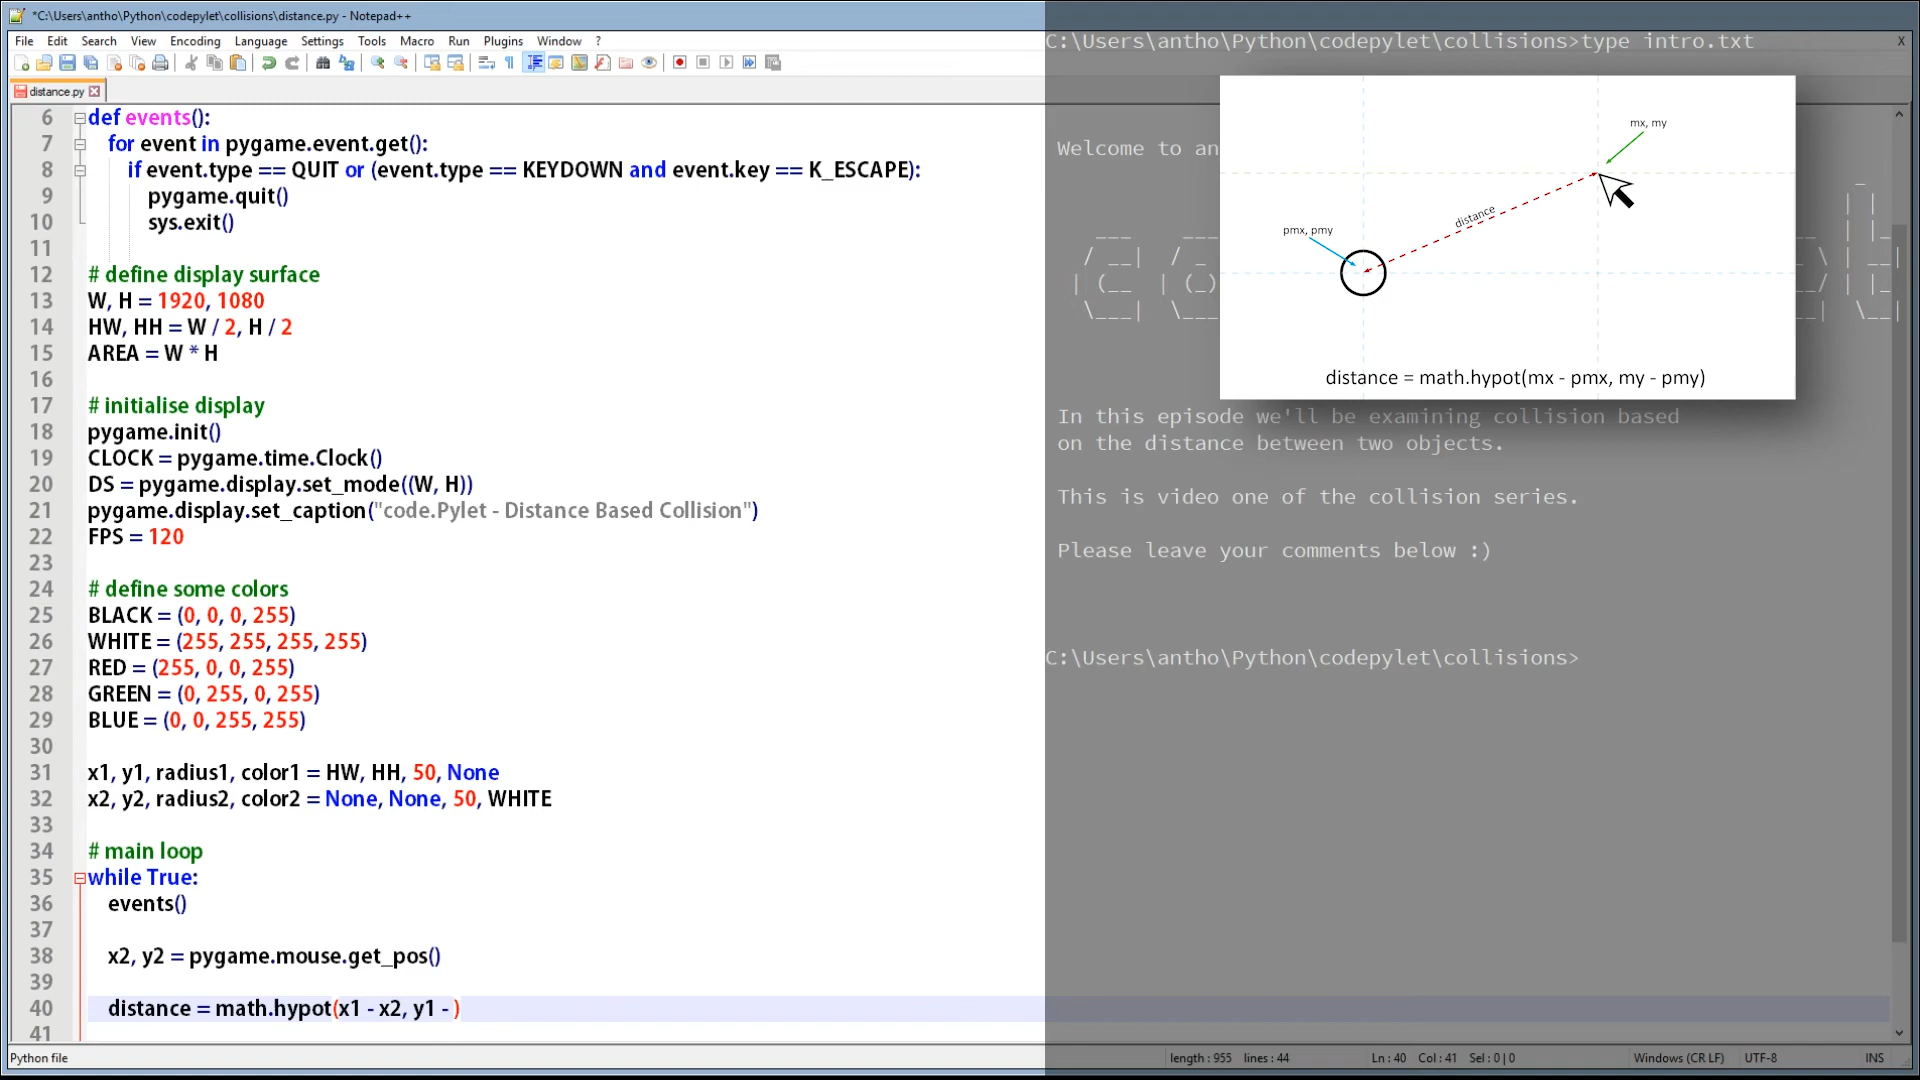 *C:\Users\antho\Python\codepylet\collisions\distance.py - Notepad++
File Edit Search View Encoding Language Settings Tools Macro Run Plugins Window ?
X
distance.py
6 def events():
7 for event in pygame.event.get():
8 if event.type == QUIT or (event.type == KEYDOWN and event.key == K_ESCAPE):
9 pygame.quit()
10 sys.exit()
11
12 # define display surface
13 W, H = 1920, 1080
14 HW, HH = W / 2, H / 2
15 AREA = W * H
16
17 # initialise display
18 pygame.init()
19 CLOCK = pygame.time.Clock()
20 DS = pygame.display.set_mode((W, H))
21 pygame.display.set_caption("code.Pylet - Distance Based Collision")
22 FPS = 120
23
24 # define some colors
25 BLACK = (0, 0, 0, 255)
26 WHITE = (255, 255, 255, 255)
27 RED = (255, 0, 0, 255)
28 GREEN = (0, 255, 0, 255)
29 BLUE = (0, 0, 255, 255)
30
31 x1, y1, radius1, color1 = HW, HH, 50, None
32 x2, y2, radius2, color2 = None, None, 50, WHITE
33
34 # main loop
35 while True:
36 events()
37
38 x2, y2 = pygame.mouse.get_pos()
39
40 distance = math.hypot(x1 - x2, y1 - )
41
C:\Users\antho\Python\codepylet\collisions>type intro.txt
Welcome to an
mx, my
distance
pmx, pmy
distance = math.hypot(mx - pmx, my - pmy)
In this episode we'll be examining collision based
on the distance between two objects.
This is video one of the collision series.
Please leave your comments below :)
C:\Users\antho\Python\codepylet\collisions>
Python file
length : 955 lines : 44
Ln : 40 Col : 41 Sel : 0 | 0
Windows (CR LF)
UTF-8
INS